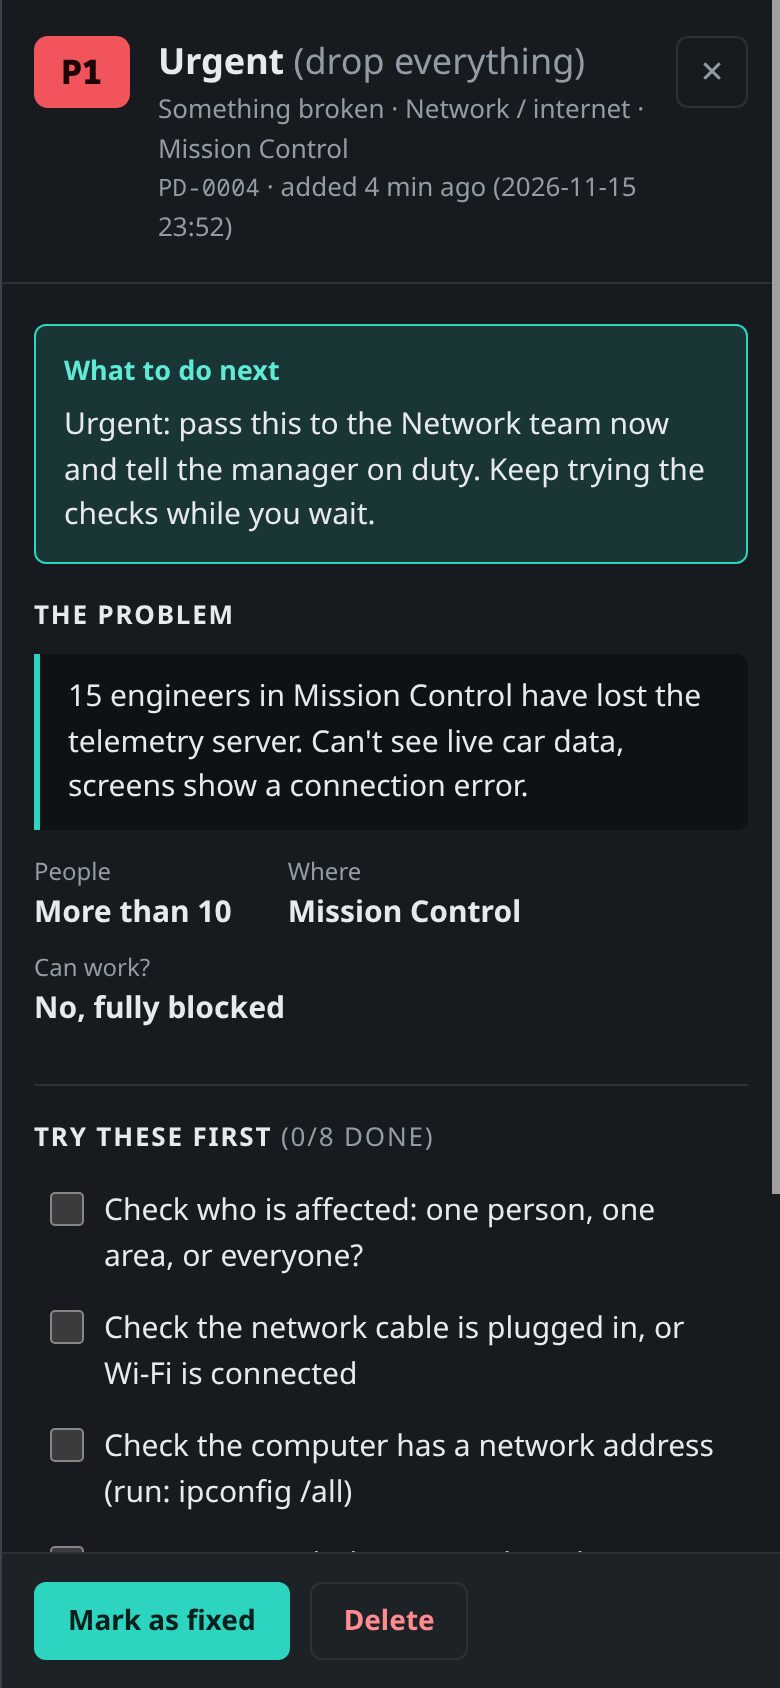 P1
Urgent (drop everything)
×
Something broken · Network / internet ·
Mission Control
PD-0004 · added 4 min ago (2026-11-15
23:52)
What to do next
Urgent: pass this to the Network team now
and tell the manager on duty. Keep trying the
checks while you wait.
THE PROBLEM
15 engineers in Mission Control have lost the
telemetry server. Can't see live car data,
screens show a connection error.
People
More than 10
Where
Mission Control
Can work?
No, fully blocked
TRY THESE FIRST (0/8 DONE)
Check who is affected: one person, one
area, or everyone?
Check the network cable is plugged in, or
Wi-Fi is connected
Check the computer has a network address
(run: ipconfig /all)
Mark as fixed
Delete